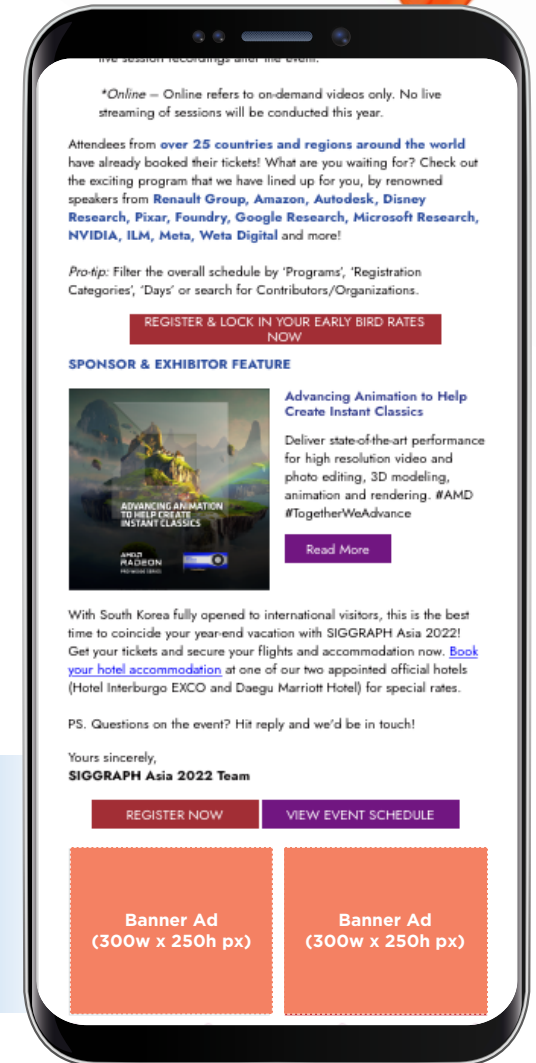 live session recordings after the event.
*Online – Online refers to on-demand videos only. No live
streaming of sessions will be conducted this year.
Attendees from over 25 countries and regions around the world
have already booked their tickets! What are you waiting for? Check out
the exciting program that we have lined up for you, by renowned
speakers from Renault Group, Amazon, Autodesk, Disney
Research, Pixar, Foundry, Google Research, Microsoft Research,
NVIDIA, ILM, Meta, Weta Digital and more!
Pro-tip: Filter the overall schedule by ‘Programs’, ‘Registration
Categories’, ‘Days’ or search for Contributors/Organizations.
REGISTER & LOCK IN YOUR EARLY BIRD RATES
NOW
SPONSOR & EXHIBITOR FEATURE
ADVANCING ANIMATION
TO HELP CREATE
INSTANT CLASSICS
AMD
RADEON
PRO W6000 SERIES
Advancing Animation to Help
Create Instant Classics
Deliver state-of-the-art performance
for high resolution video and
photo editing, 3D modeling,
animation and rendering. #AMD
#TogetherWeAdvance
Read More
With South Korea fully opened to international visitors, this is the best
time to coincide your year-end vacation with SIGGRAPH Asia 2022!
Get your tickets and secure your flights and accommodation now. Book
your hotel accommodation at one of our two appointed official hotels
(Hotel Interburgo EXCO and Daegu Marriott Hotel) for special rates.
PS. Questions on the event? Hit reply and we’d be in touch!
Yours sincerely,
SIGGRAPH Asia 2022 Team
REGISTER NOW
VIEW EVENT SCHEDULE
Banner Ad
(300w x 250h px)
Banner Ad
(300w x 250h px)